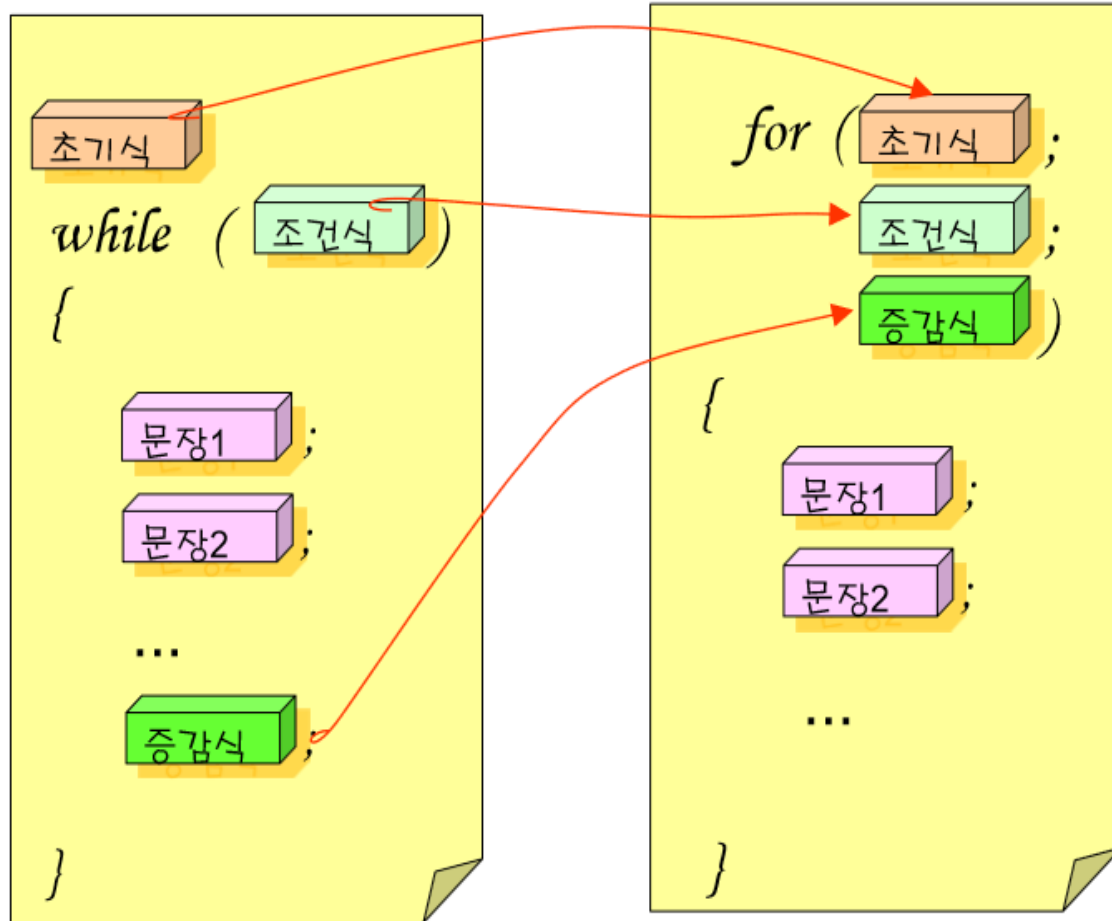 초기식
while ( 조건식 )
{
문장1 ;
문장2 ;
...
증감식 ;
}
for ( 초기식 ;
조건식 ;
증감식 )
{
문장1 ;
문장2 ;
...
}